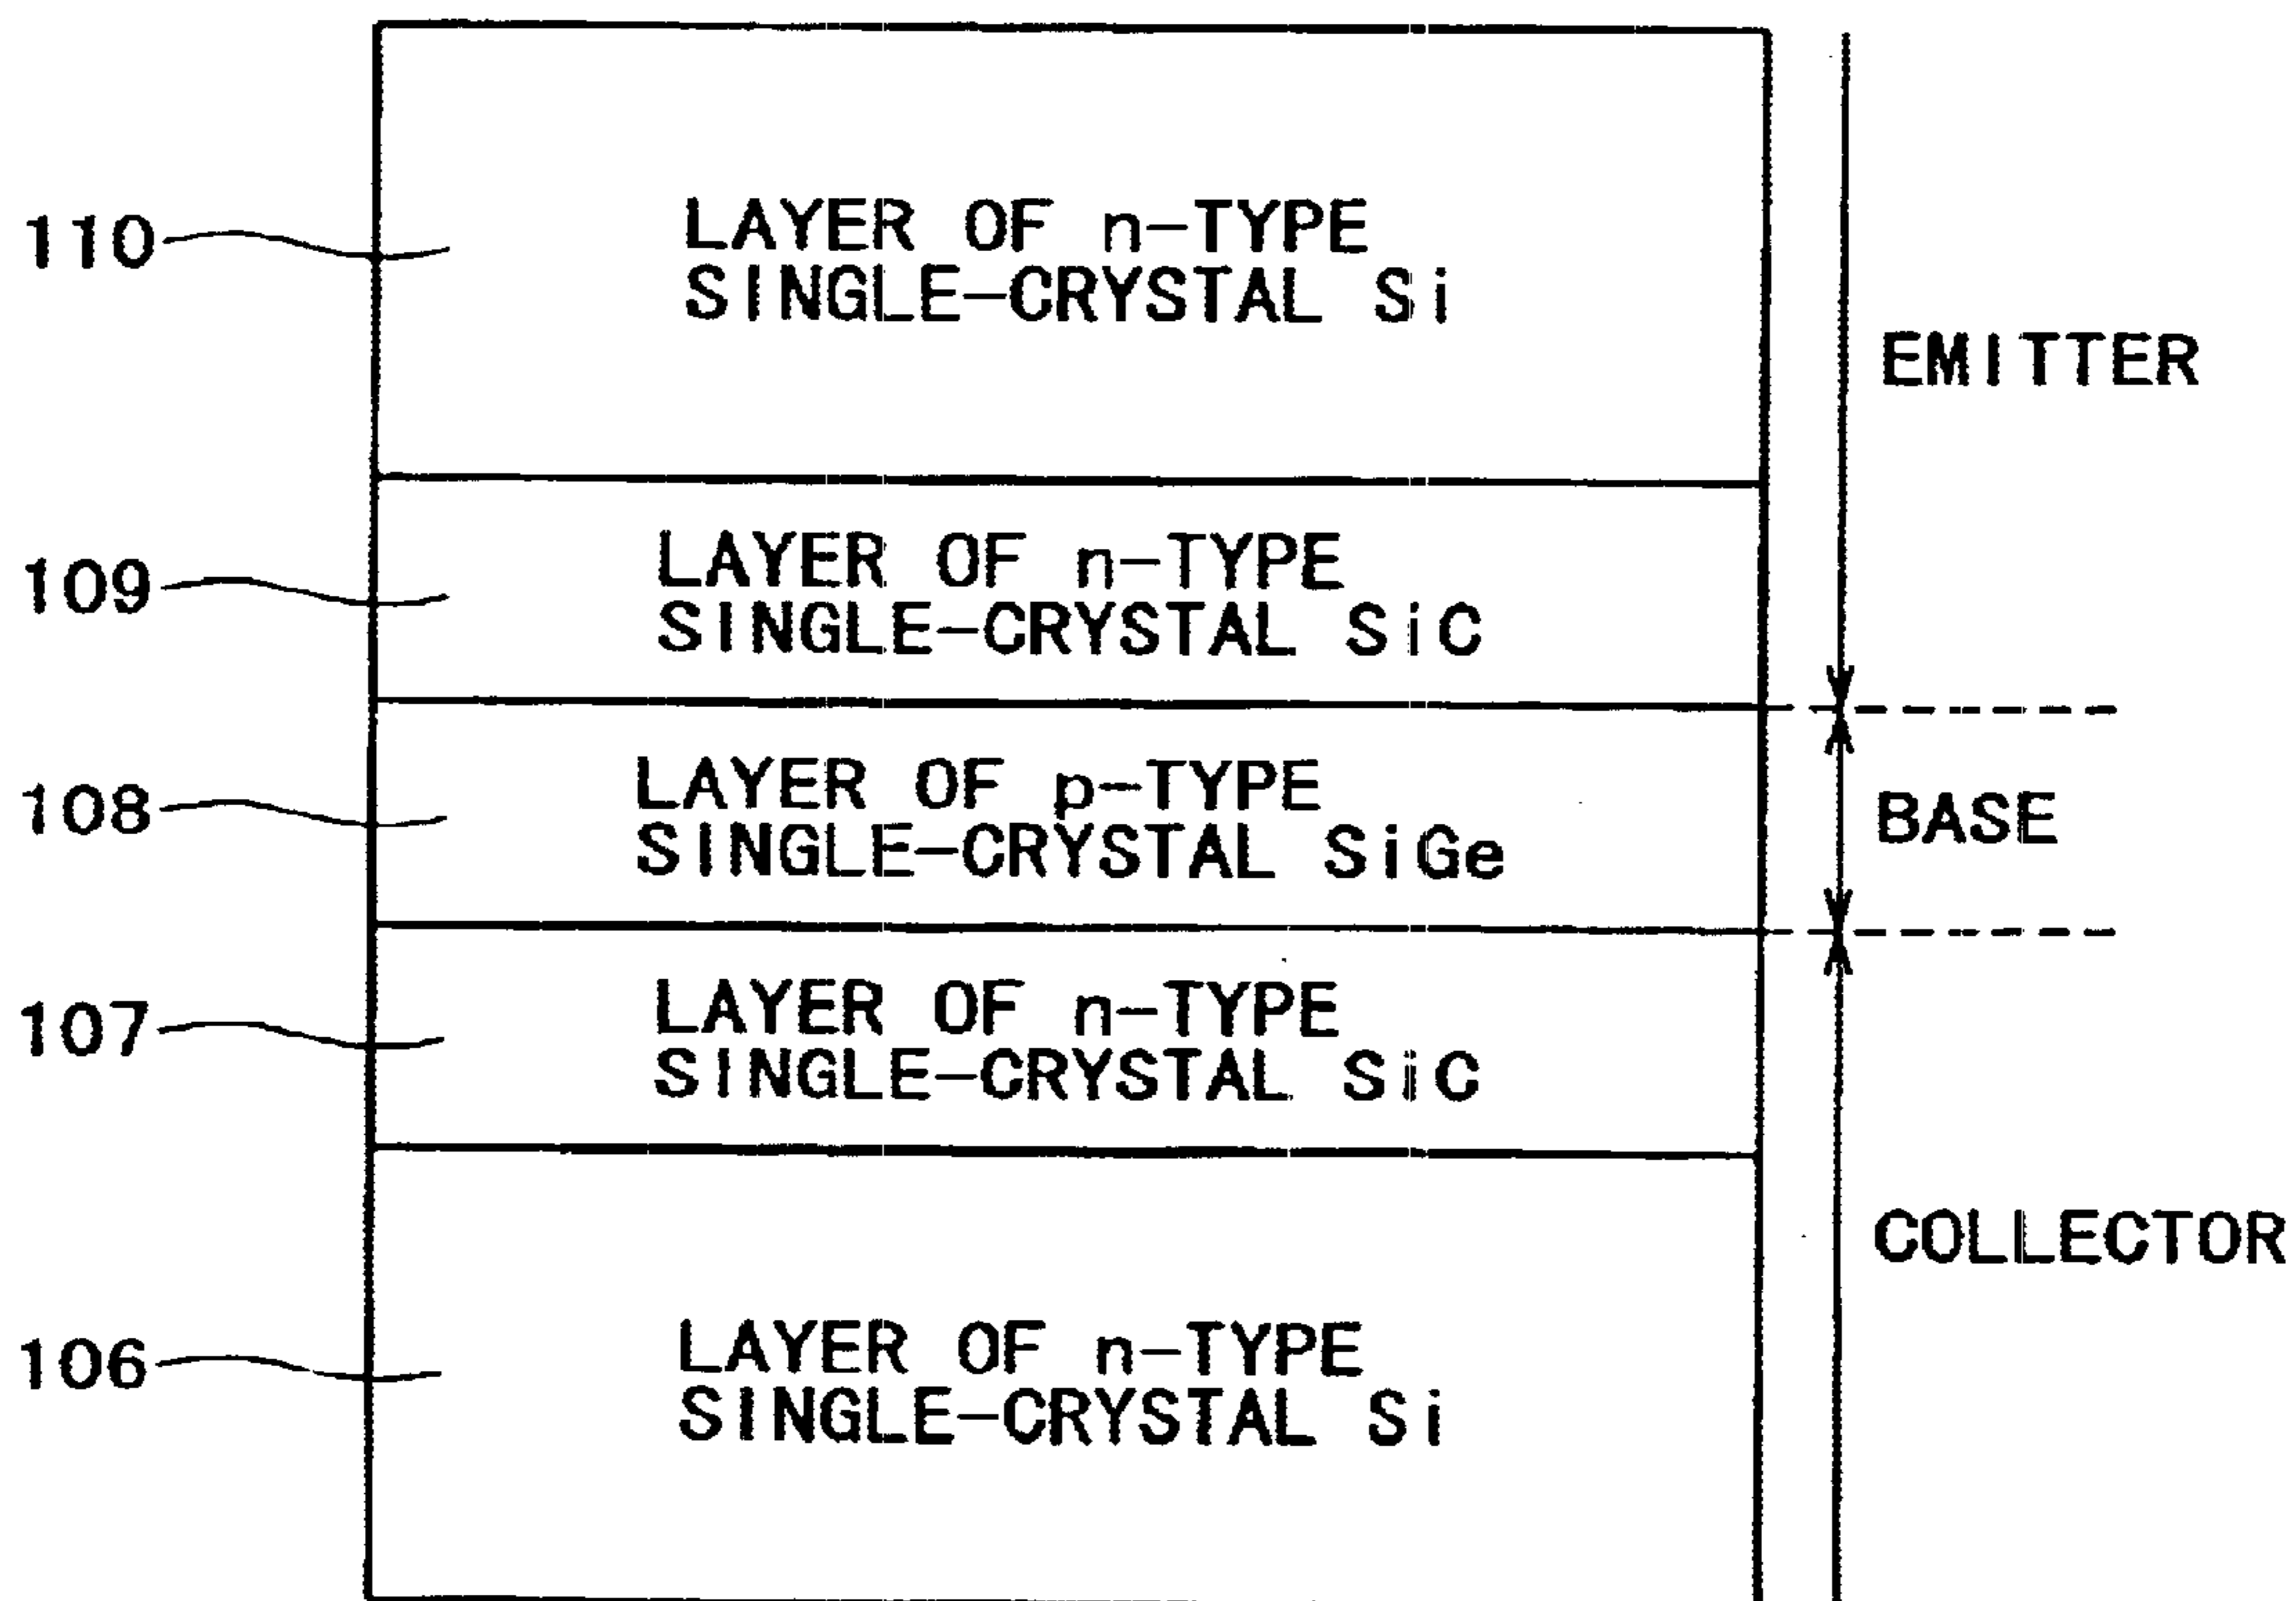 110
LAYER OF n-TYPE
SINGLE-CRYSTAL Si
EMITTER
109
LAYER OF n-TYPE
SINGLE-CRYSTAL SiC
108
LAYER OF p-TYPE
SINGLE-CRYSTAL SiGe
BASE
107
LAYER OF n-TYPE
SINGLE-CRYSTAL SiC
COLLECTOR
106
LAYER OF n-TYPE
SINGLE-CRYSTAL Si